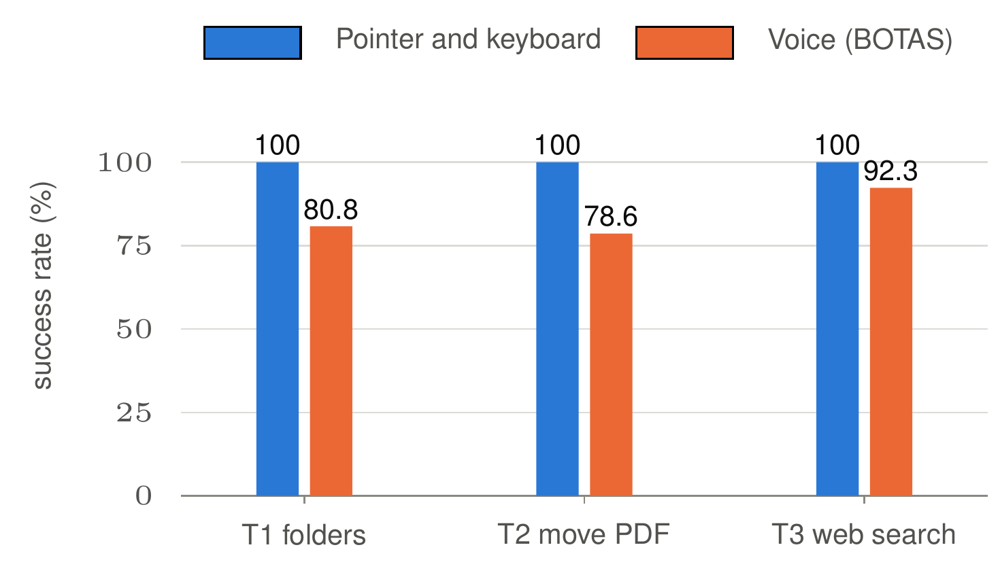 Pointer and keyboard
Voice (BOTAS)
success rate (%)
100
75
50
25
0
100
80.8
100
78.6
100
92.3
T1 folders
T2 move PDF
T3 web search